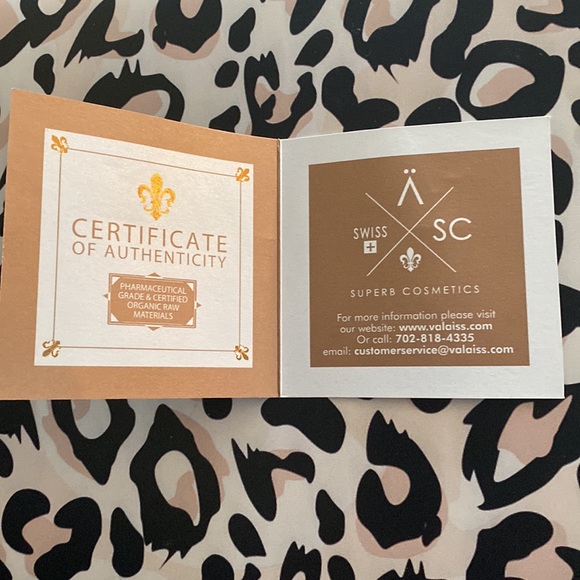 CERTIFICATE
OF AUTHENTICITY
PHARMACEUTICAL
GRADE & CERTIFIED
ORGANIC RAW
MATERIALS
Ä
SWISS
SC
SUPERB COSMETICS
For more information please visit
our website: www.valaiss.com
Or call: 702-818-4335
email: customerservice@valaiss.com